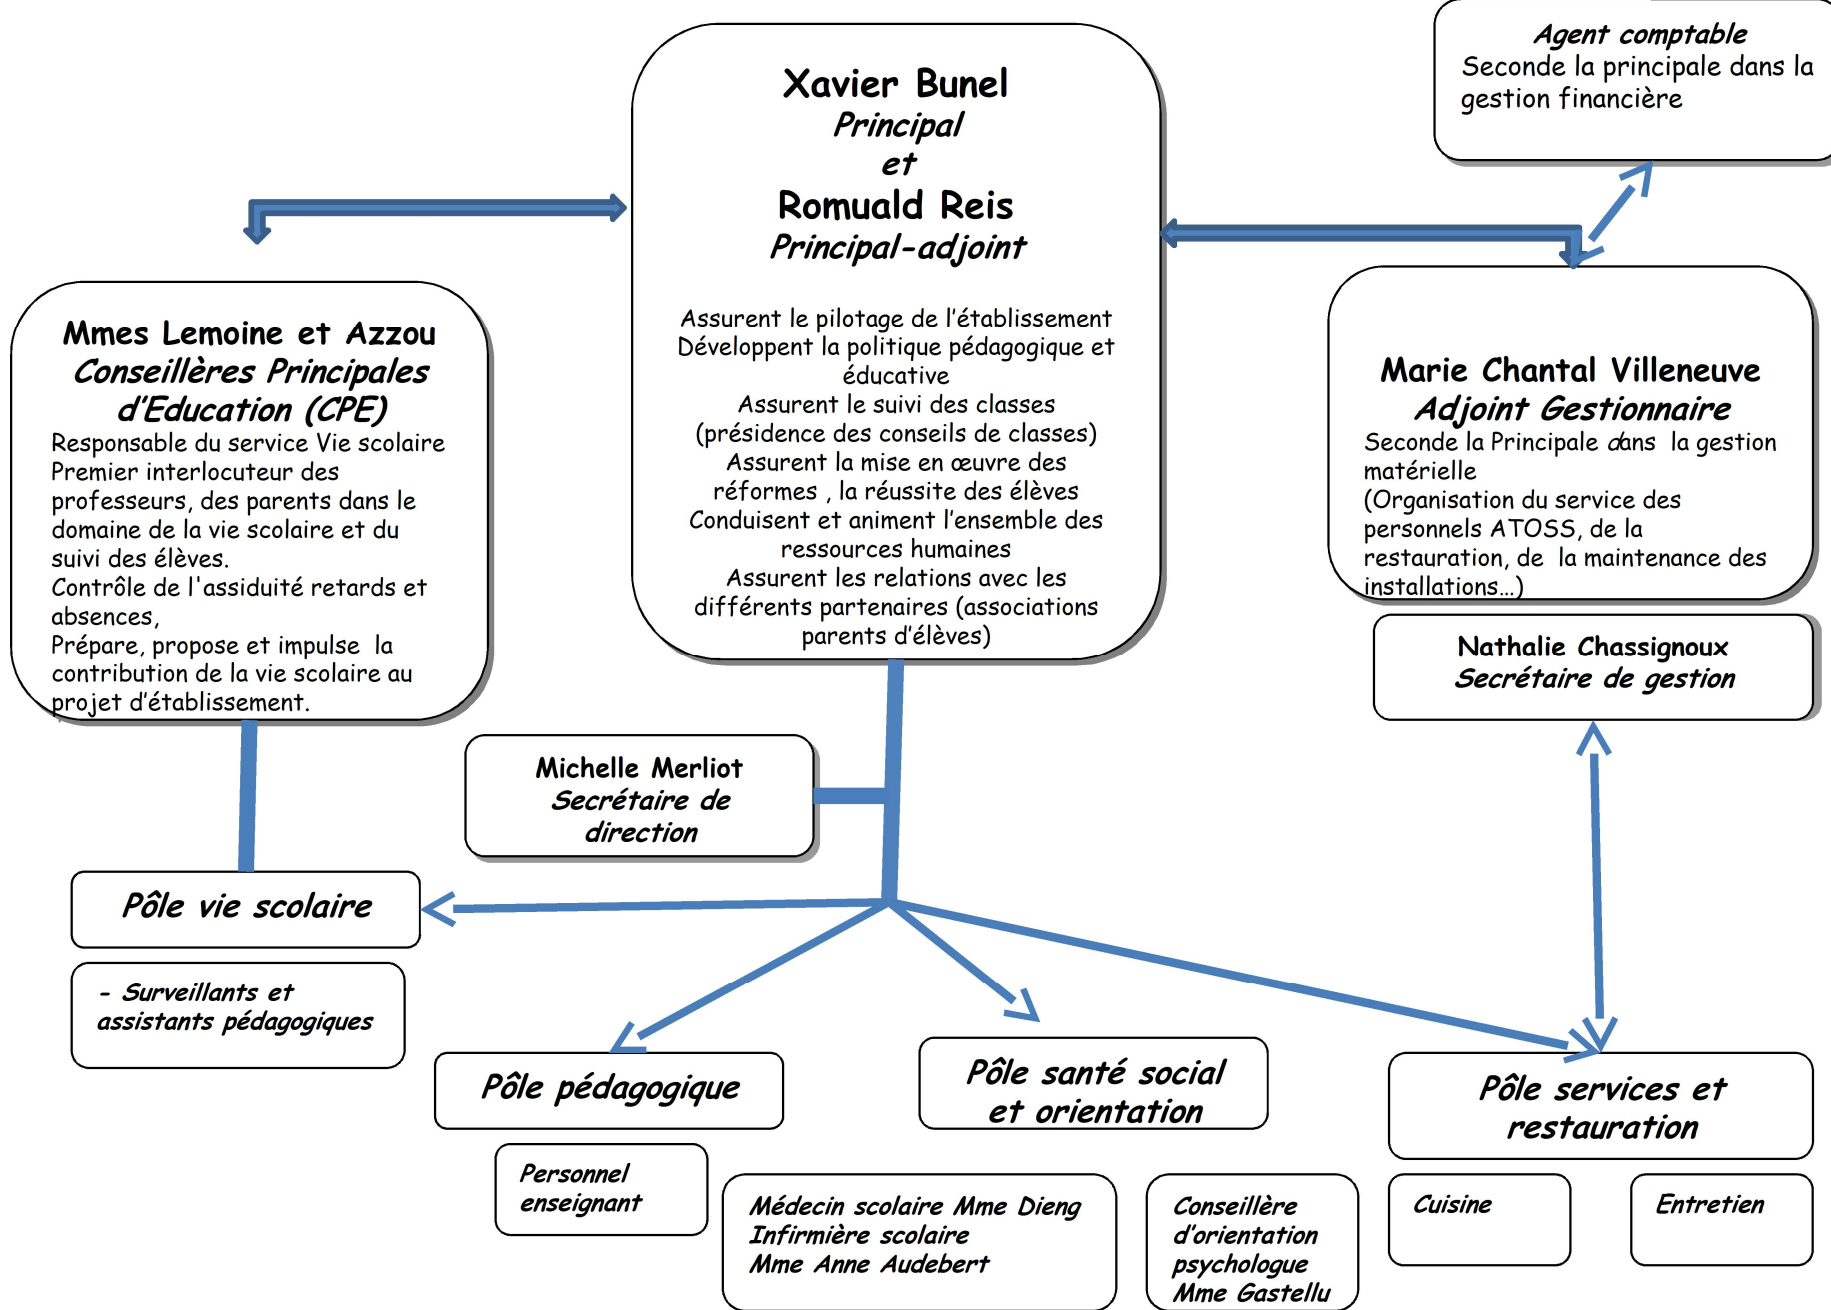 Agent comptable
Seconde la principale dans la
gestion financière
Xavier Bunel
Principal
et
Romuald Reis
Principal-adjoint
Assurent le pilotage de l'établissement
Développent la politique pédagogique et
éducative
Assurent le suivi des classes
(présidence des conseils de classes)
Assurent la mise en œuvre des
réformes , la réussite des élèves
Conduisent et animent l'ensemble des
ressources humaines
Assurent les relations avec les
différents partenaires (associations
parents d'élèves)
Mmes Lemoine et Azzou
Conseillères Principales
d'Education (CPE)
Responsable du service Vie scolaire
Premier interlocuteur des
professeurs, des parents dans le
domaine de la vie scolaire et du
suivi des élèves.
Contrôle de l'assiduité retards et
absences,
Prépare, propose et impulse la
contribution de la vie scolaire au
projet d'établissement.
Marie Chantal Villeneuve
Adjoint Gestionnaire
Seconde la Principale dans la gestion
matérielle
(Organisation du service des
personnels ATOSS, de la
restauration, de la maintenance des
installations...)
Nathalie Chassignoux
Secrétaire de gestion
Michelle Merliot
Secrétaire de
direction
Pôle vie scolaire
- Surveillants et
assistants pédagogiques
Pôle pédagogique
Personnel
enseignant
Pôle santé social
et orientation
Médecin scolaire Mme Dieng
Infirmière scolaire
Mme Anne Audebert
Conseillère
d'orientation
psychologue
Mme Gastellu
Pôle services et
restauration
Cuisine
Entretien